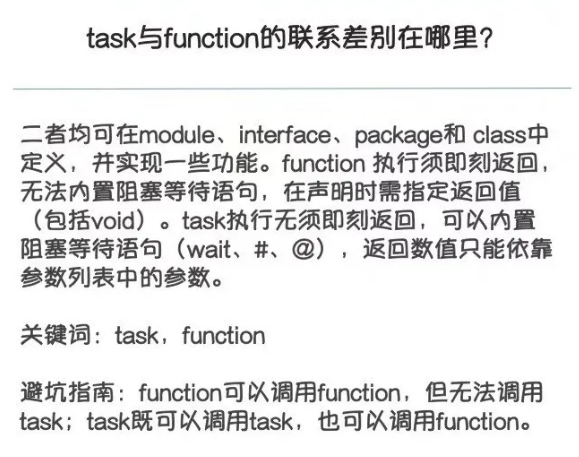 task与function的联系差别在哪里?
二者均可在module、interface、package和 class中
定义，并实现一些功能。function 执行须即刻返回，
无法内置阻塞等待语句，在声明时需指定返回值
（包括void）。task执行无须即刻返回，可以内置
阻塞等待语句（wait、#、@），返回数值只能依靠
参数列表中的参数。
关键词：task，function
避坑指南：function可以调用function，但无法调用
task；task既可以调用task，也可以调用function。